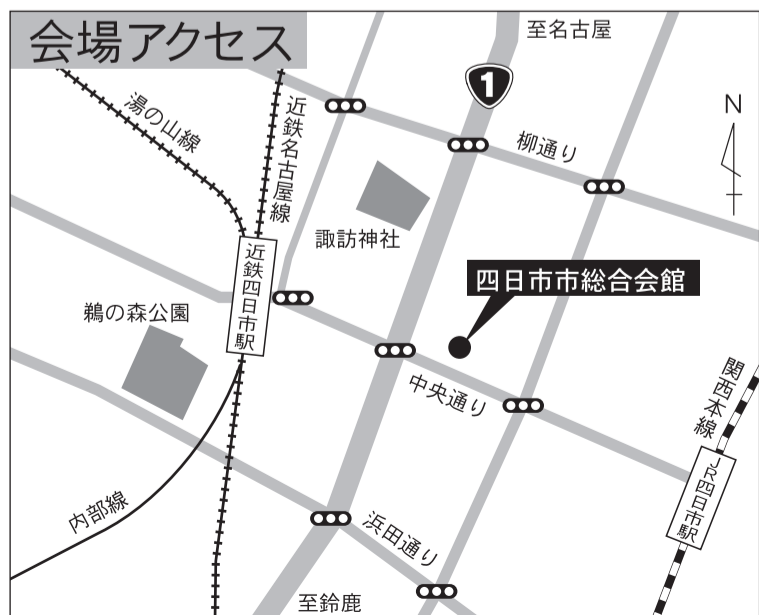 会場アクセス
至名古屋
1
湯の山線
近鉄名古屋線
柳通り
N
諏訪神社
近鉄四日市駅
四日市市総合会館
鵜の森公園
中央通り
関西本線
JR四日市駅
内部線
浜田通り
至鈴鹿